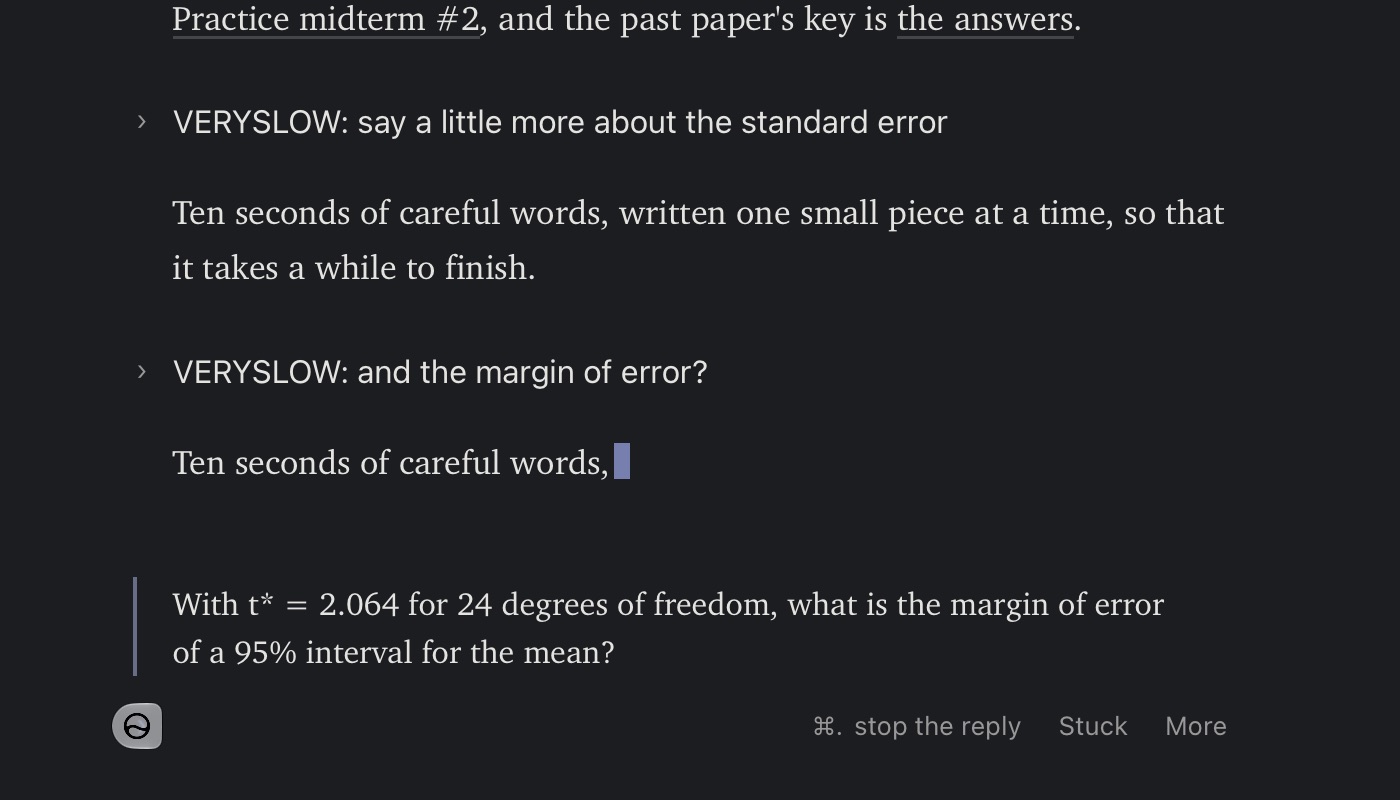 Practice midterm #2, and the past paper's key is the answers.
› VERYSLOW: say a little more about the standard error
Ten seconds of careful words, written one small piece at a time, so that
it takes a while to finish.
› VERYSLOW: and the margin of error?
Ten seconds of careful words,
With t* = 2.064 for 24 degrees of freedom, what is the margin of error
of a 95% interval for the mean?
⌘. stop the reply Stuck More